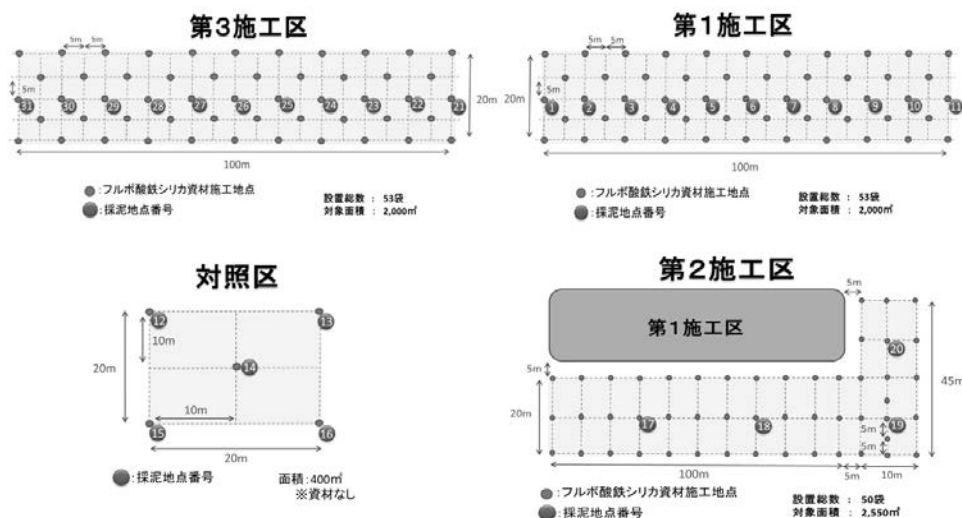 第3施工区
5m 5m
5m
31 30 29 28 27 26 25 24 23 22 21
20m
100m
●:フルボ酸鉄シリカ資材施工地点
●:採泥地点番号
設置総数 : 53袋
対象面積 : 2,000㎡
第1施工区
5m 5m
5m
20m
1 2 3 4 5 6 7 8 9 10 11
100m
●:フルボ酸鉄シリカ資材施工地点
●:採泥地点番号
設置総数 : 53袋
対象面積 : 2,000㎡
対照区
12 13
10m
20m
14
10m
15 16
20m
●:採泥地点番号
面積:400㎡
※資材なし
第2施工区
5m
第1施工区
20
5m
45m
20m
17 18 19
5m
5m
100m
5m
10m
●:フルボ酸鉄シリカ資材施工地点
●:採泥地点番号
設置総数 : 50袋
対象面積 : 2,550㎡